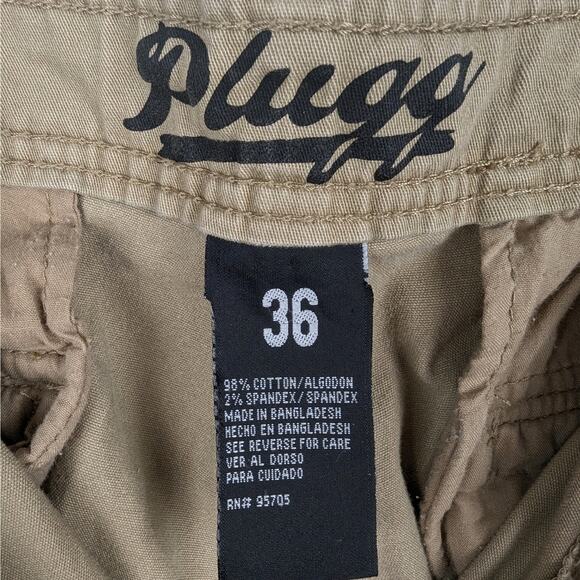 Plugg
36
98% COTTON/ALGODON
2% SPANDEX/SPANDEX
MADE IN BANGLADESH
HECHO EN BANGLADESH
SEE REVERSE FOR CARE
VER AL DORSO
PARA CUIDADO
RN# 95705